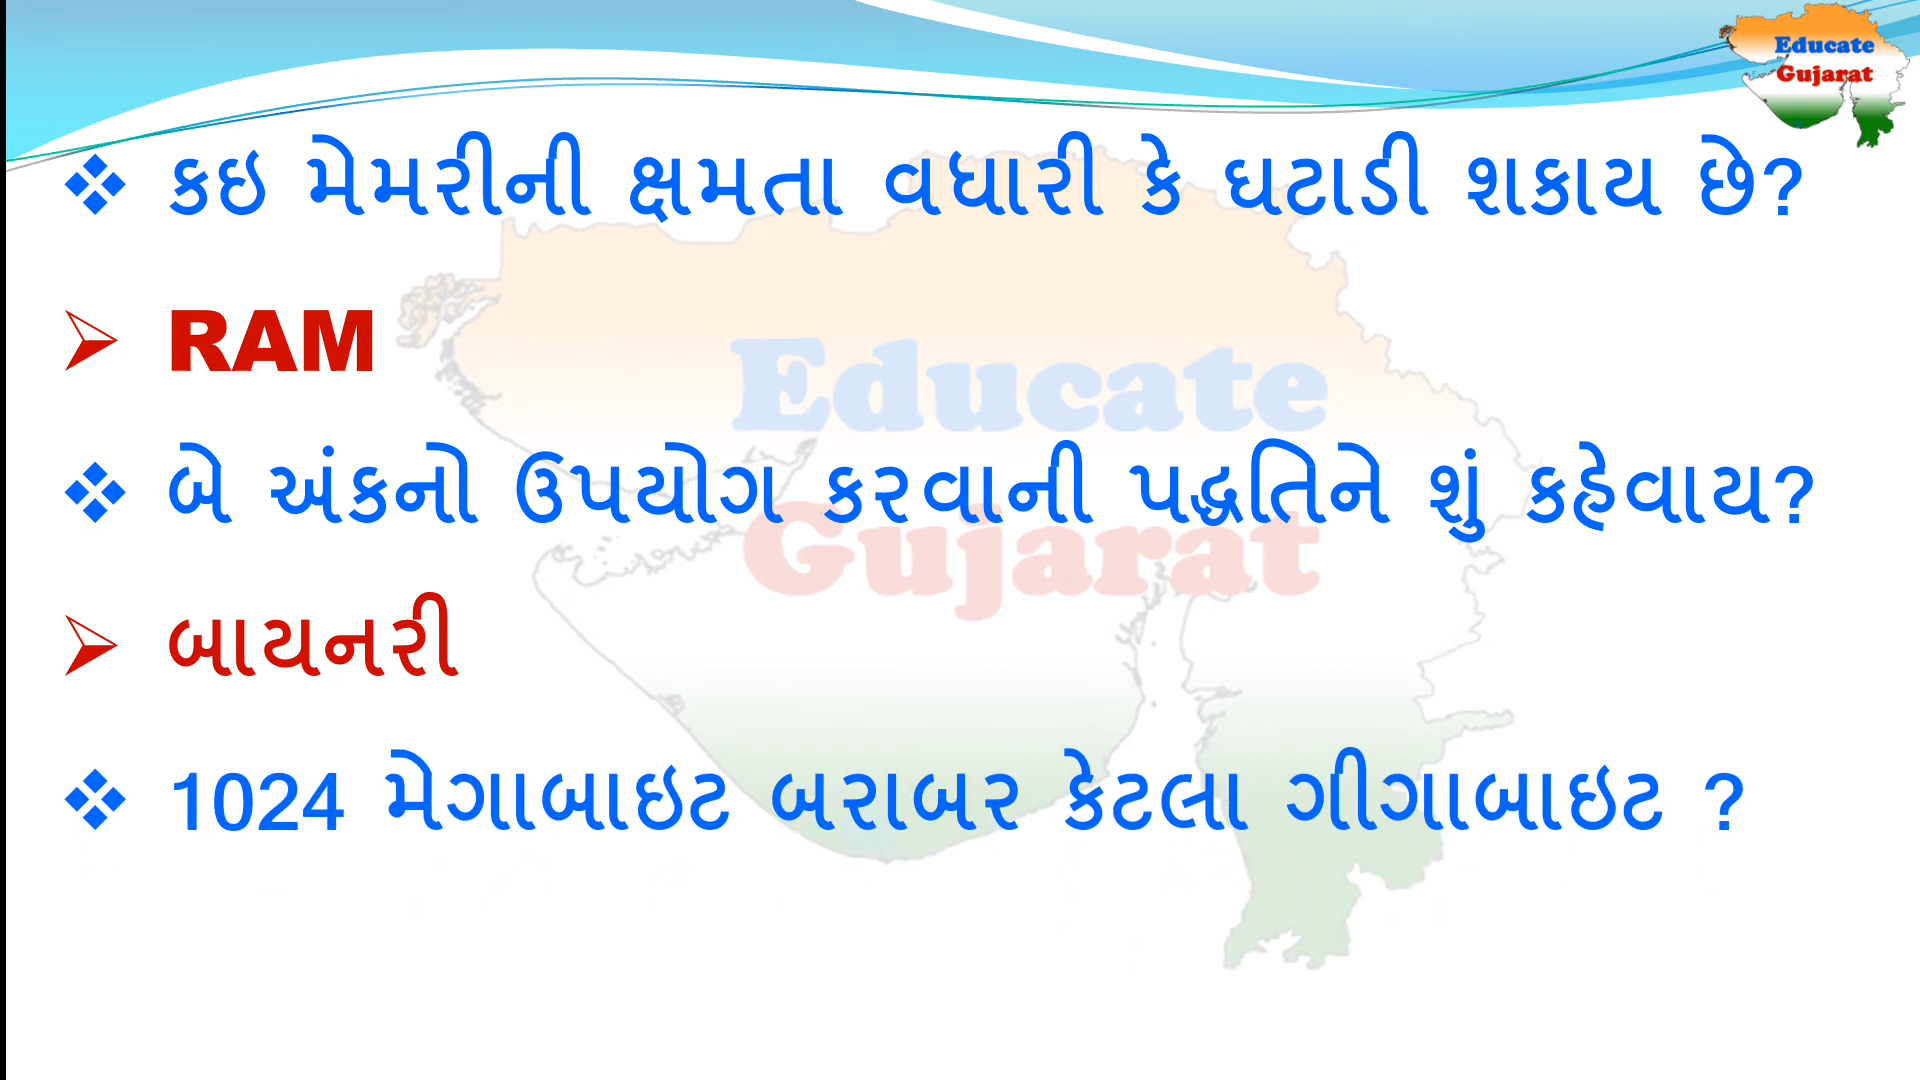 Educate
Gujarat
કઇ મેમરીની ક્ષમતા વધારી કે ઘટાડી શકાય છે?
RAM
બે અંકનો ઉપયોગ કરવાની પદ્ધતિને શું કહેવાય?
બાયનરી
1024 મેગાબાઇટ બરાબર કેટલા ગીગાબાઇટ ?
Educate
Gujarat